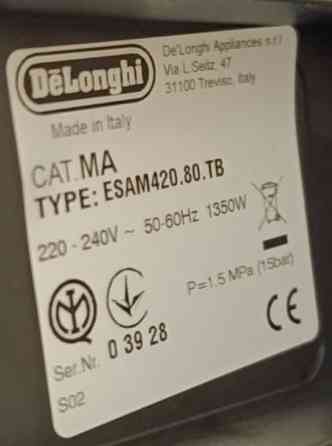 DeLonghi
De'Longhi Appliances s.r.l
Via L.Seitz, 47
31100 Treviso, Italy
Made in Italy
CAT.MA
TYPE: ESAM420.80.TB
220 - 240V ~ 50-60Hz 1350W
P=1.5 MPa (15bar)
CE
Ser.Nr. 0 39 28
S02